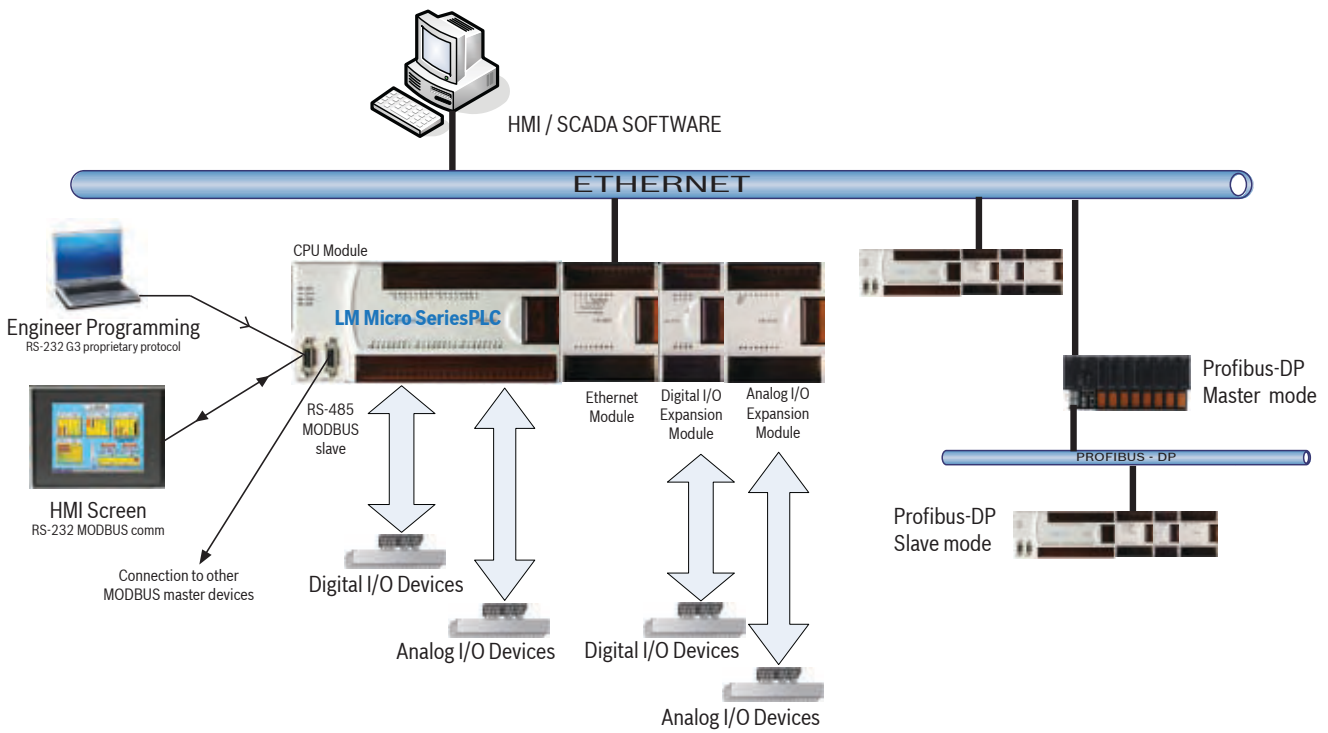 HMI / SCADA SOFTWARE
ETHERNET
CPU Module
LM Micro SeriesPLC
Engineer Programming
RS-232 G3 proprietary protocol
HMI Screen
RS-232 MODBUS comm
Connection to other
MODBUS master devices
RS-485
MODBUS
slave
Digital I/O Devices
Analog I/O Devices
Ethernet
Module
Digital I/O
Expansion
Module
Analog I/O
Expansion
Module
Digital I/O Devices
Analog I/O Devices
Profibus-DP
Master mode
PROFIBUS - DP
Profibus-DP
Slave mode